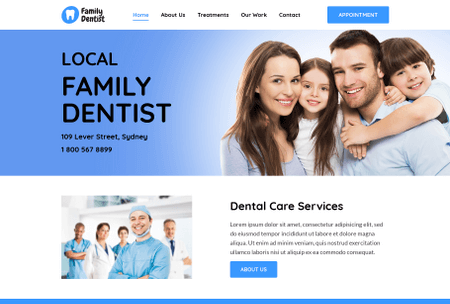 Family
Dentist
Home About Us Treatments Our Work Contact
APPOINTMENT
LOCAL
FAMILY
DENTIST
109 Lever Street, Sydney
1 800 567 8899
Dental Care Services
Lorem ipsum dolor sit amet, consectetur adipiscing elit,
sed do eiusmod tempor incididunt ut labore et dolore magna
aliqua. Ut enim ad minim veniam, quis nostrud exercitation
ullamco laboris nisi ut aliquip ex ea commodo consequat.
ABOUT US